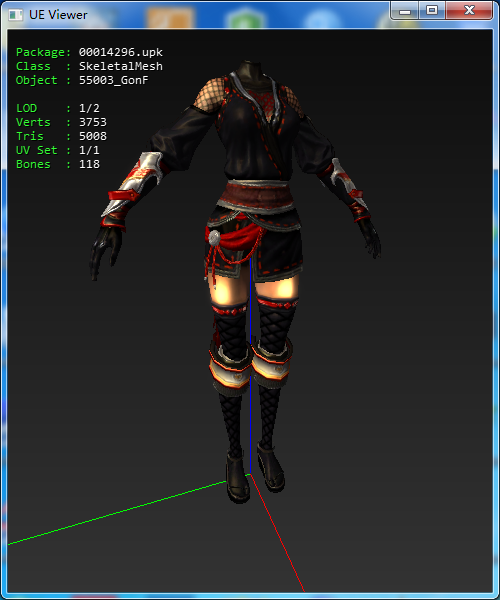 UE Viewer
Package: 00014296.upk
Class : SkeletalMesh
Object : 55003_GonF
LOD : 1/2
Verts : 3753
Tris : 5008
UV Set : 1/1
Bones : 118